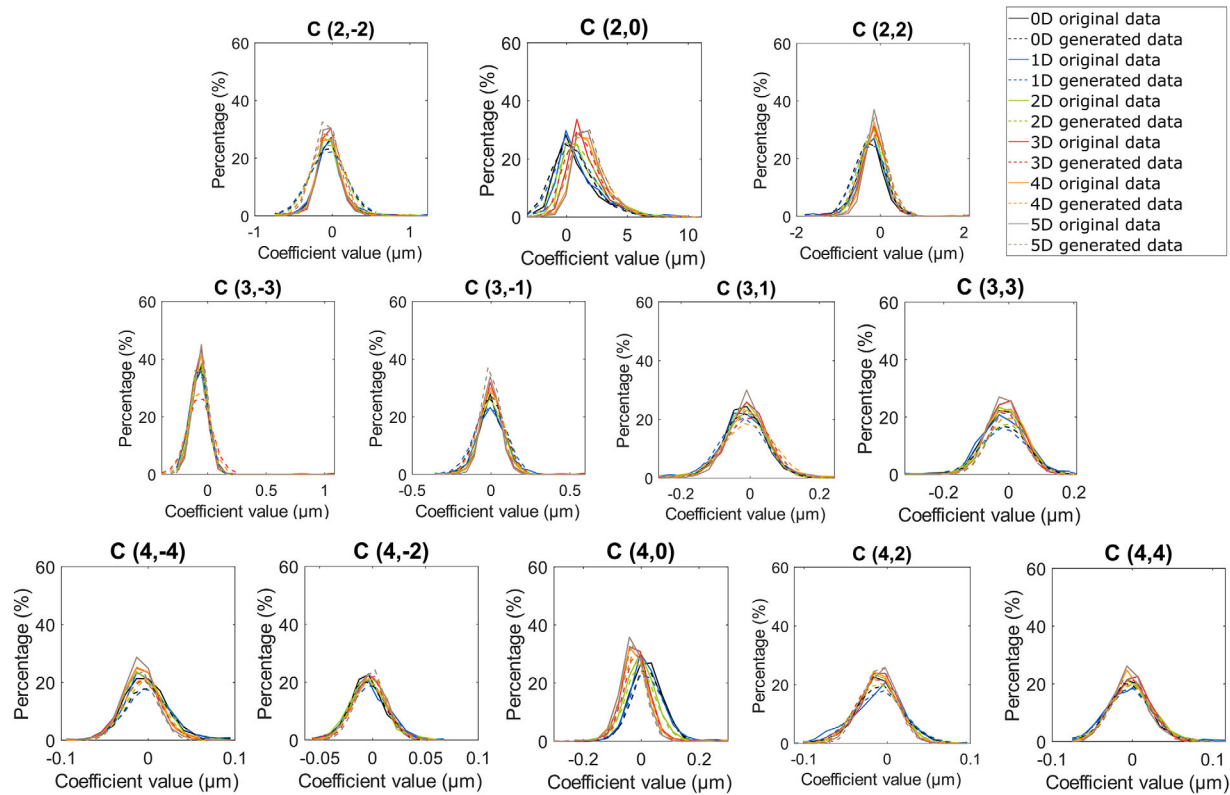 C (2,-2)
60
40
20
0
Percentage (%)
-1
0
1
Coefficient value (µm)
C (2,0)
60
40
20
0
Percentage (%)
0
5
10
Coefficient value (µm)
C (2,2)
60
40
20
0
Percentage (%)
-2
0
2
Coefficient value (µm)
0D original data
0D generated data
1D original data
1D generated data
2D original data
2D generated data
3D original data
3D generated data
4D original data
4D generated data
5D original data
5D generated data
C (3,-3)
60
40
20
0
Percentage (%)
0
0.5
1
Coefficient value (µm)
C (3,-1)
60
40
20
0
Percentage (%)
-0.5
0
0.5
Coefficient value (µm)
C (3,1)
60
40
20
0
Percentage (%)
-0.2
0
0.2
Coefficient value (µm)
C (3,3)
60
40
20
0
Percentage (%)
-0.2
0
0.2
Coefficient value (µm)
C (4,-4)
60
40
20
0
Percentage (%)
-0.1
0
0.1
Coefficient value (µm)
C (4,-2)
60
40
20
0
Percentage (%)
-0.05
0
0.05
0.1
Coefficient value (µm)
C (4,0)
60
40
20
0
Percentage (%)
-0.2
0
0.2
Coefficient value (µm)
C (4,2)
60
40
20
0
Percentage (%)
-0.1
0
0.1
Coefficient value (µm)
C (4,4)
60
40
20
0
Percentage (%)
-0.1
0
0.1
Coefficient value (µm)